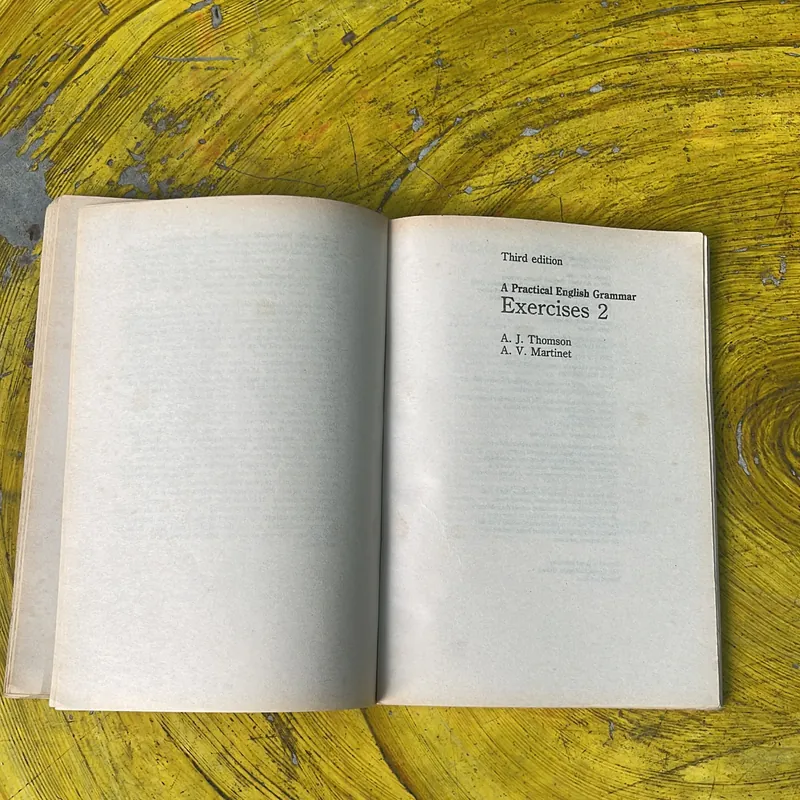 Third edition
A Practical English Grammar
Exercises 2
A. J. Thomson
A. V. Martinet